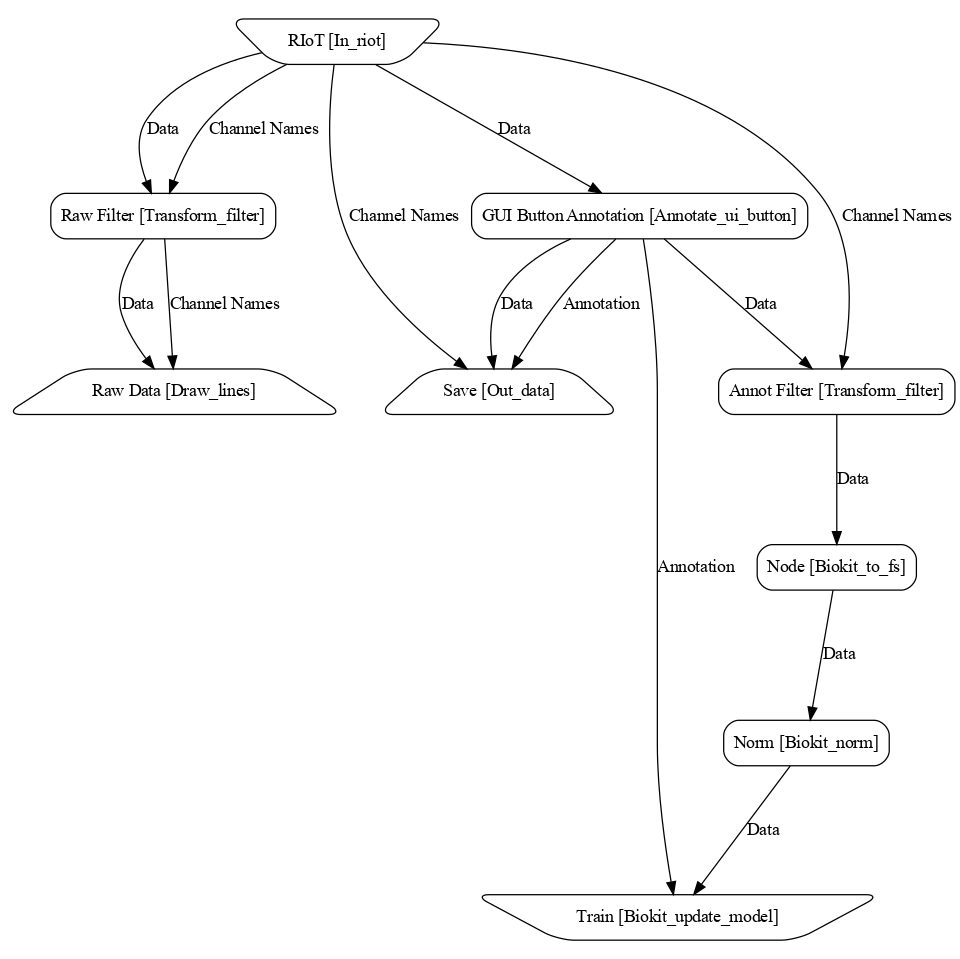 RIoT [In_riot]
Data
Channel Names
Data
Channel Names
Channel Names
Raw Filter [Transform_filter]
GUI Button Annotation [Annotate_ui_button]
Data
Channel Names
Data
Annotation
Data
Raw Data [Draw_lines]
Save [Out_data]
Annot Filter [Transform_filter]
Data
Annotation
Node [Biokit_to_fs]
Data
Norm [Biokit_norm]
Data
Train [Biokit_update_model]